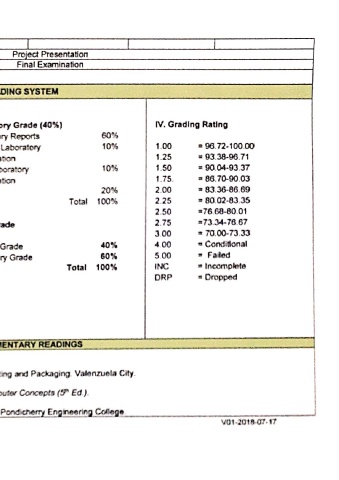 Project Presentation
Final Examination
DING SYSTEM
ory Grade (40%)
ry Reports 60%
Laboratory 10%
ation
boratory 10%
tion
20%
Total 100%
ade
Grade 40%
ry Grade 60%
Total 100%
IV. Grading Rating
1.00 = 96.72-100.00
1.25 = 93.38-96.71
1.50 = 90.04-93.37
1.75. = 86.70-90.03
2.00 = 83.36-86.69
2.25 = 80.02-83.35
2.50 =76.68-80.01
2.75 =73.34-76.67
3.00 = 70.00-73.33
4.00 = Conditional
5.00 = Failed
INC = Incomplete
DRP = Dropped
MENTARY READINGS
ting and Packaging. Valenzuela City.
puter Concepts (5th Ed.).
Pondicherry Engineering College
V01-2018-07-17